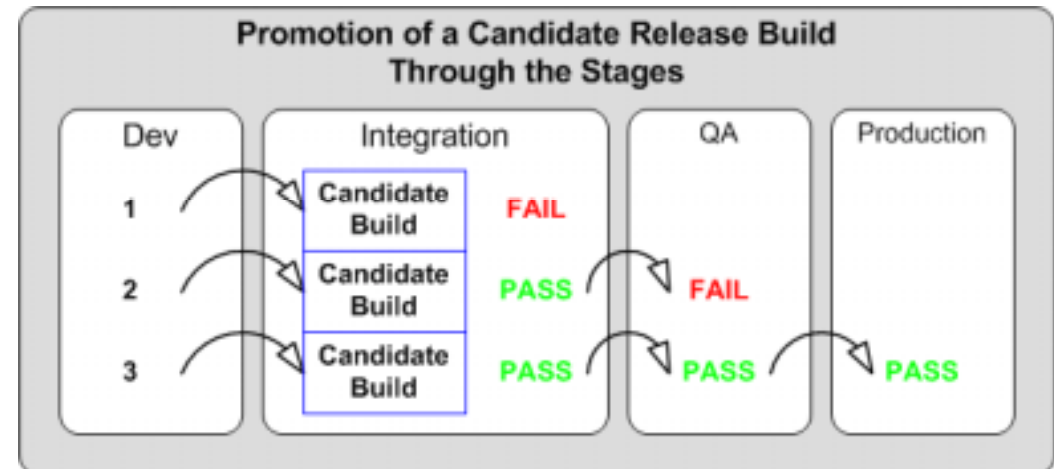 Promotion of a Candidate Release Build
Through the Stages
Dev
Integration
QA
Production
1
Candidate
Build
FAIL
2
Candidate
Build
PASS
FAIL
3
Candidate
Build
PASS
PASS
PASS